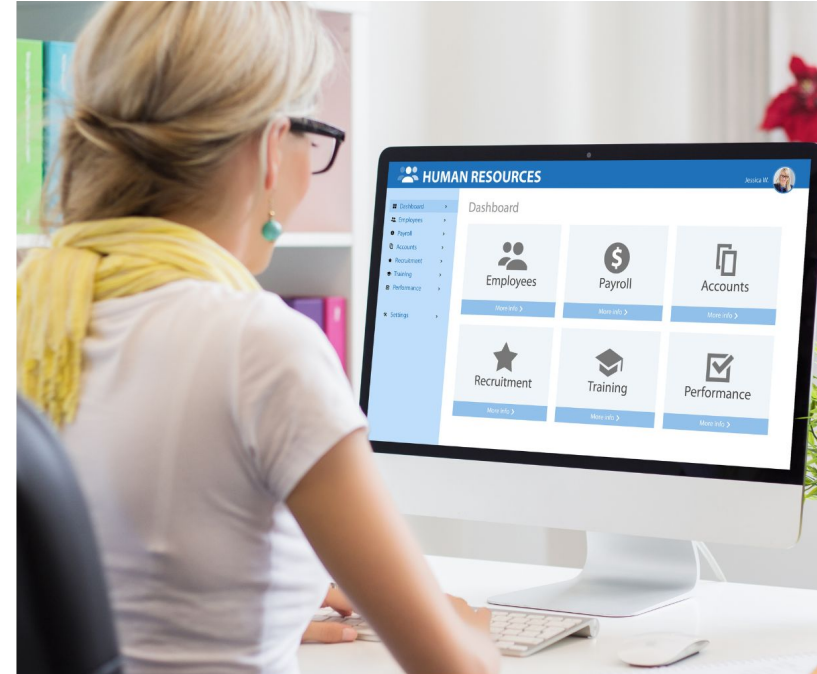 HUMAN RESOURCES
Jessica W.
Dashboard
Employees
Payroll
Accounts
Recruitment
Training
Performance
Settings
Dashboard
Employees
More info >
Payroll
More info >
Accounts
More info >
Recruitment
More info >
Training
More info >
Performance
More info >